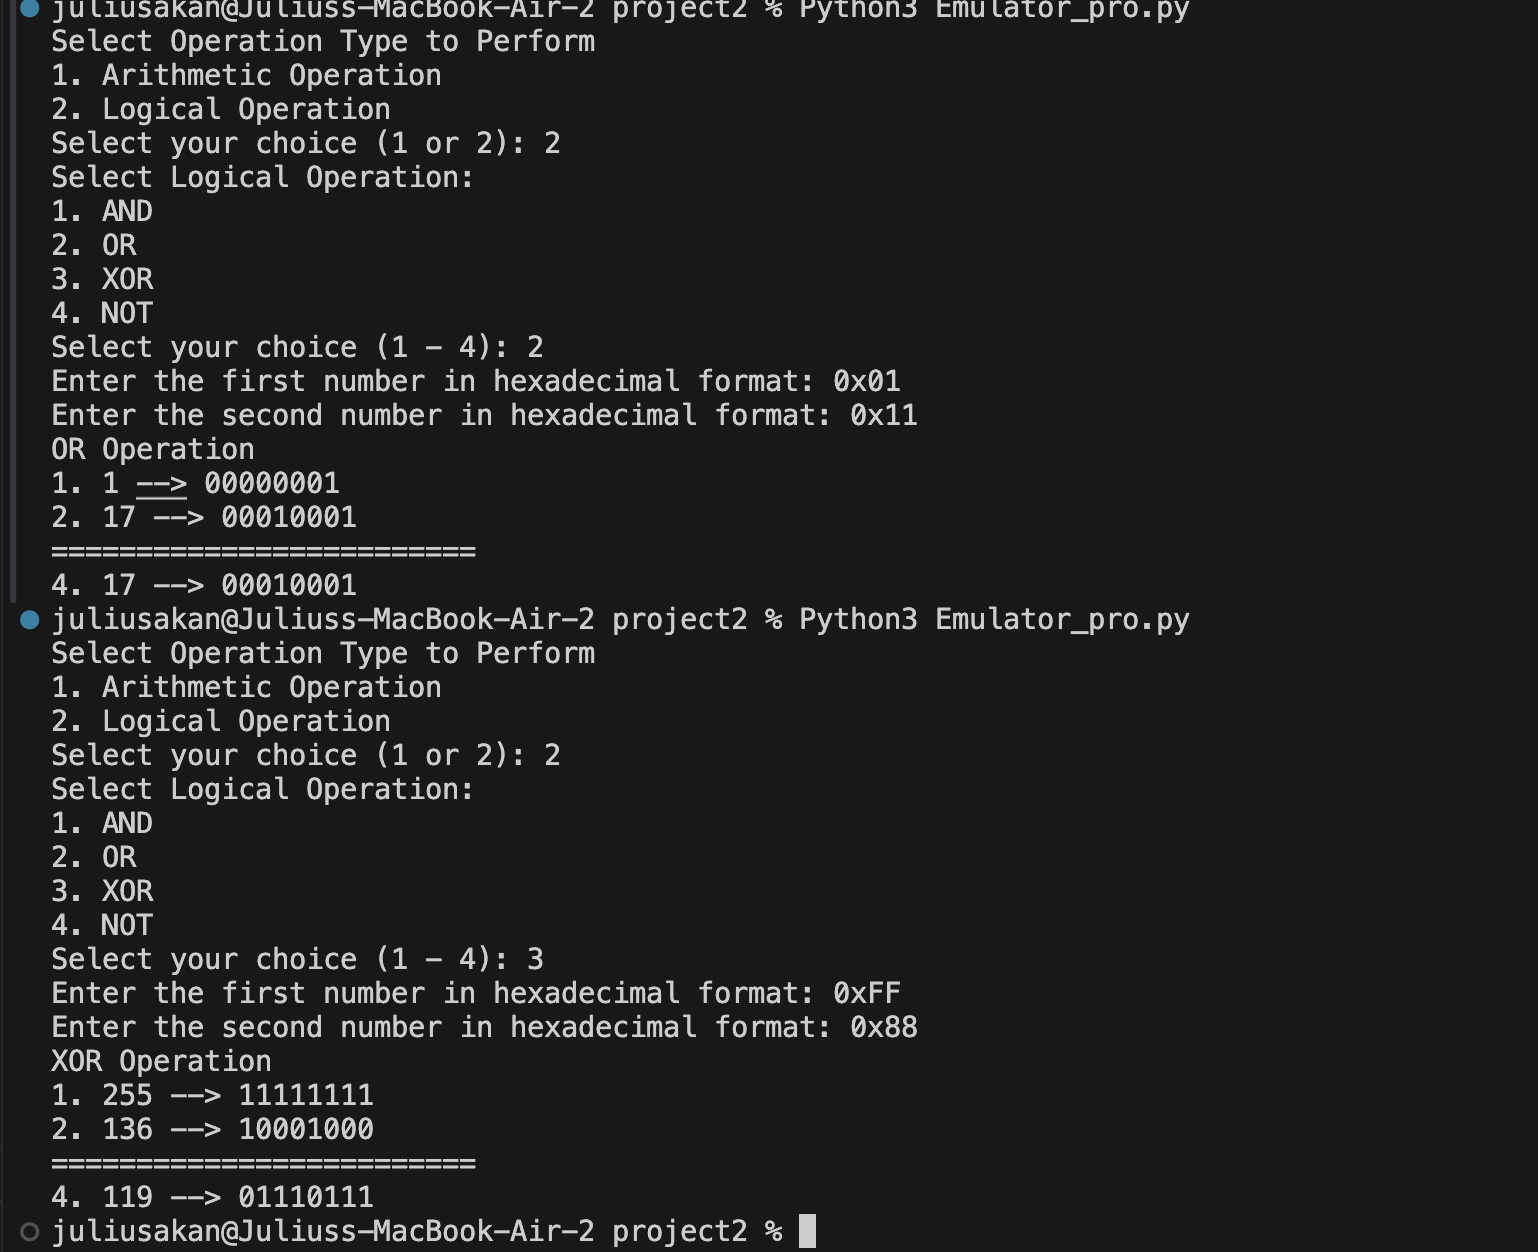 juliusakan@Juliuss-MacBook-Air-2 project2 % Python3 Emulator_pro.py
Select Operation Type to Perform
1. Arithmetic Operation
2. Logical Operation
Select your choice (1 or 2): 2
Select Logical Operation:
1. AND
2. OR
3. XOR
4. NOT
Select your choice (1 - 4): 2
Enter the first number in hexadecimal format: 0x01
Enter the second number in hexadecimal format: 0x11
OR Operation
1. 1 --> 00000001
2. 17 --> 00010001
=========================
4. 17 --> 00010001
juliusakan@Juliuss-MacBook-Air-2 project2 % Python3 Emulator_pro.py
Select Operation Type to Perform
1. Arithmetic Operation
2. Logical Operation
Select your choice (1 or 2): 2
Select Logical Operation:
1. AND
2. OR
3. XOR
4. NOT
Select your choice (1 - 4): 3
Enter the first number in hexadecimal format: 0xFF
Enter the second number in hexadecimal format: 0x88
XOR Operation
1. 255 --> 11111111
2. 136 --> 10001000
=========================
4. 119 --> 01110111
juliusakan@Juliuss-MacBook-Air-2 project2 %